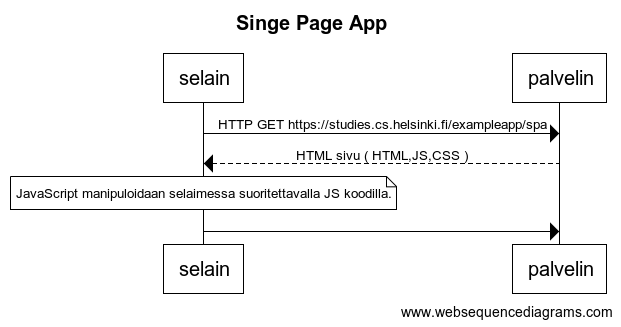 Singe Page App
selain
palvelin
HTTP GET https://studies.cs.helsinki.fi/exampleapp/spa
HTML sivu ( HTML,JS,CSS )
JavaScript manipuloidaan selaimessa suoritettavalla JS koodilla.
selain
palvelin
www.websequencediagrams.com